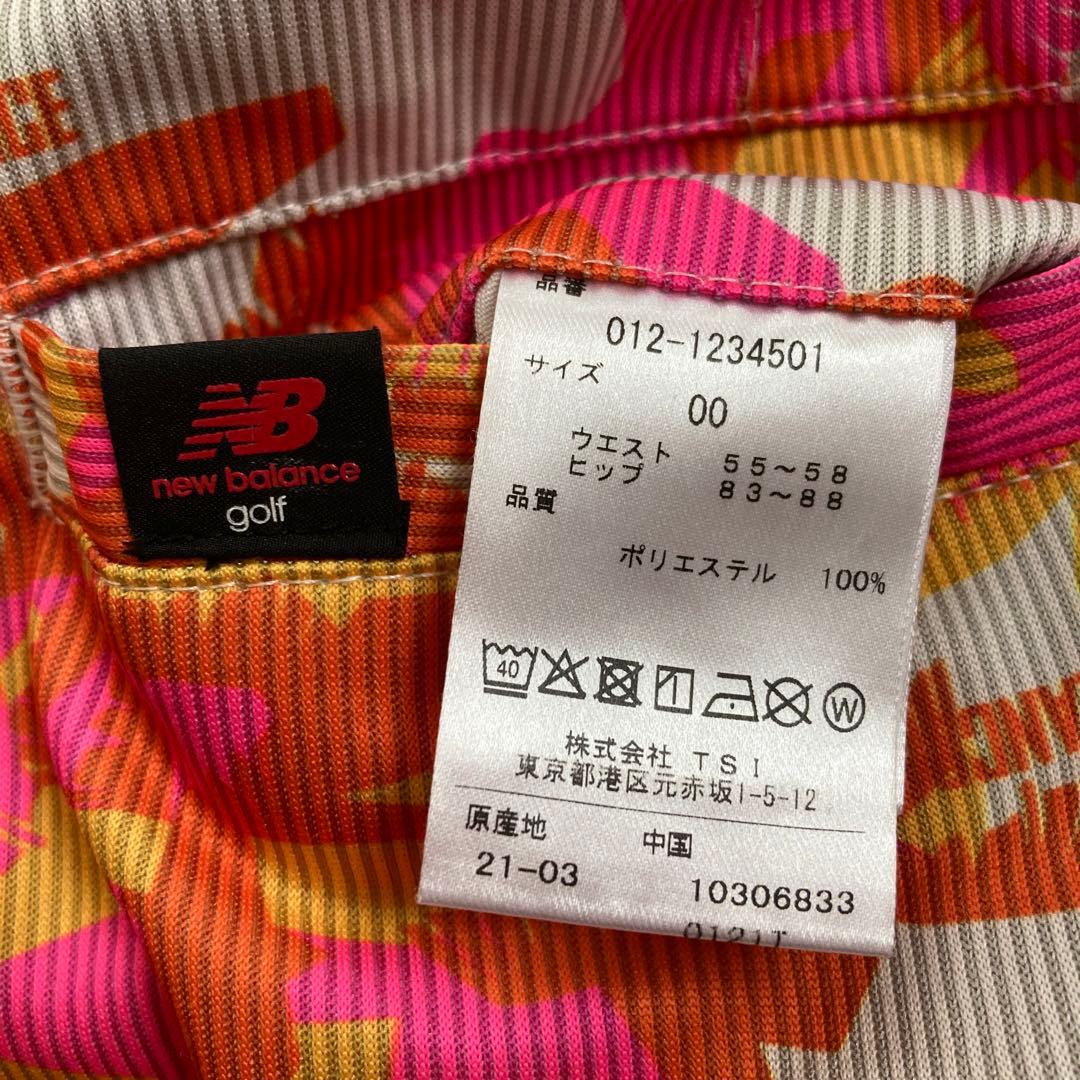 NB
new balance
golf
品番
012-1234501
サイズ
00
ウエスト 55～58
ヒップ 83～88
品質
ポリエステル 100%
40
W
株式会社 TSI
東京都港区元赤坂1-5-12
原産地 中国
21-03 10306833